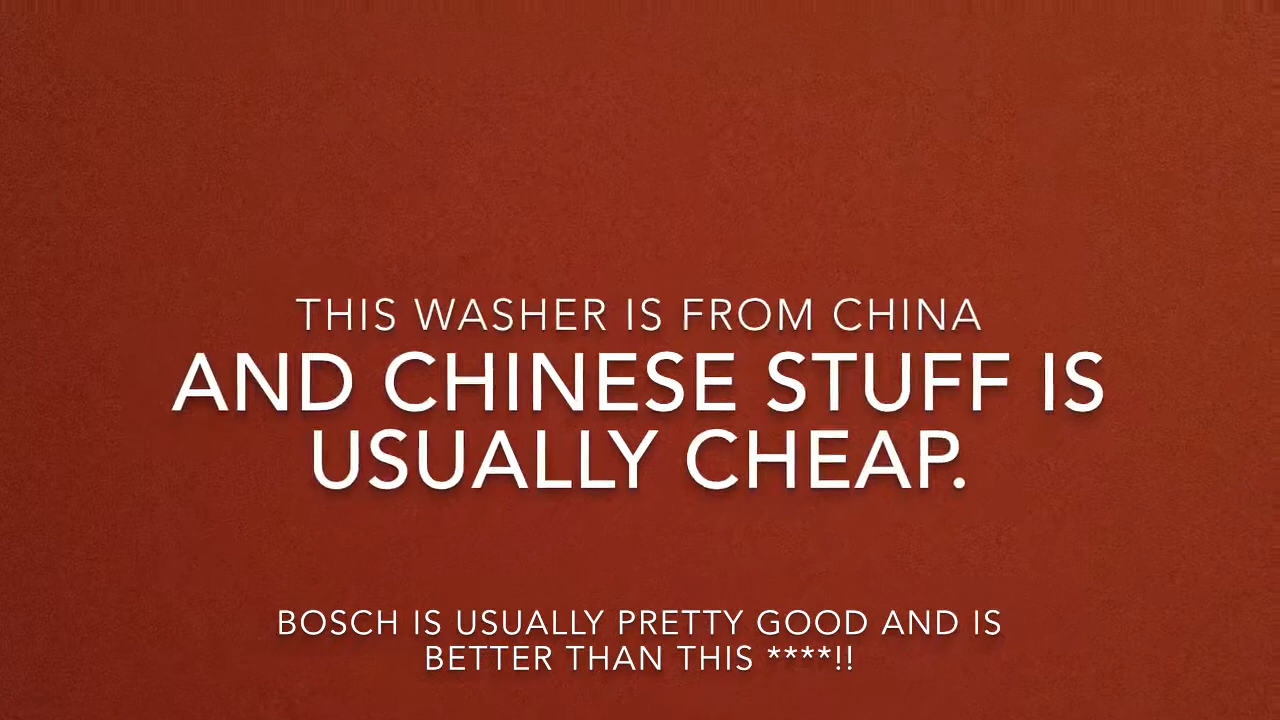 THIS WASHER IS FROM CHINA
AND CHINESE STUFF IS
USUALLY CHEAP.
BOSCH IS USUALLY PRETTY GOOD AND IS
BETTER THAN THIS ****!!